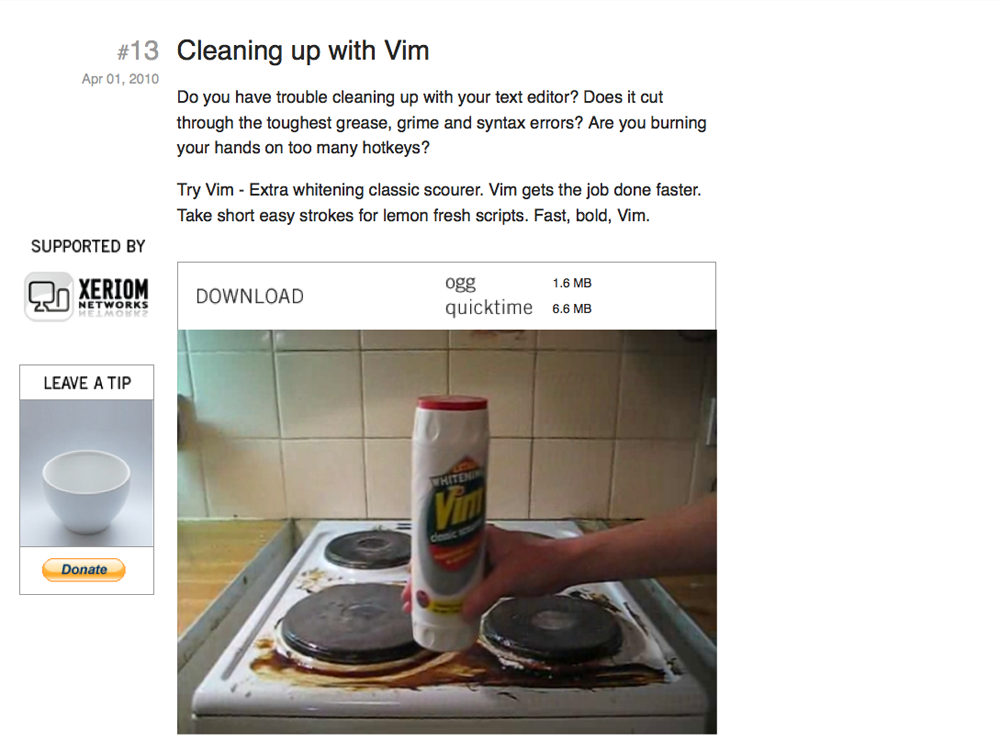 #13
Cleaning up with Vim
Apr 01, 2010
Do you have trouble cleaning up with your text editor? Does it cut
through the toughest grease, grime and syntax errors? Are you burning
your hands on too many hotkeys?
Try Vim - Extra whitening classic scourer. Vim gets the job done faster.
Take short easy strokes for lemon fresh scripts. Fast, bold, Vim.
SUPPORTED BY
XERIOM
NETWORKS
LEAVE A TIP
Donate
DOWNLOAD
ogg 1.6 MB
quicktime 6.6 MB
WHITENING
Vim
classic scourer